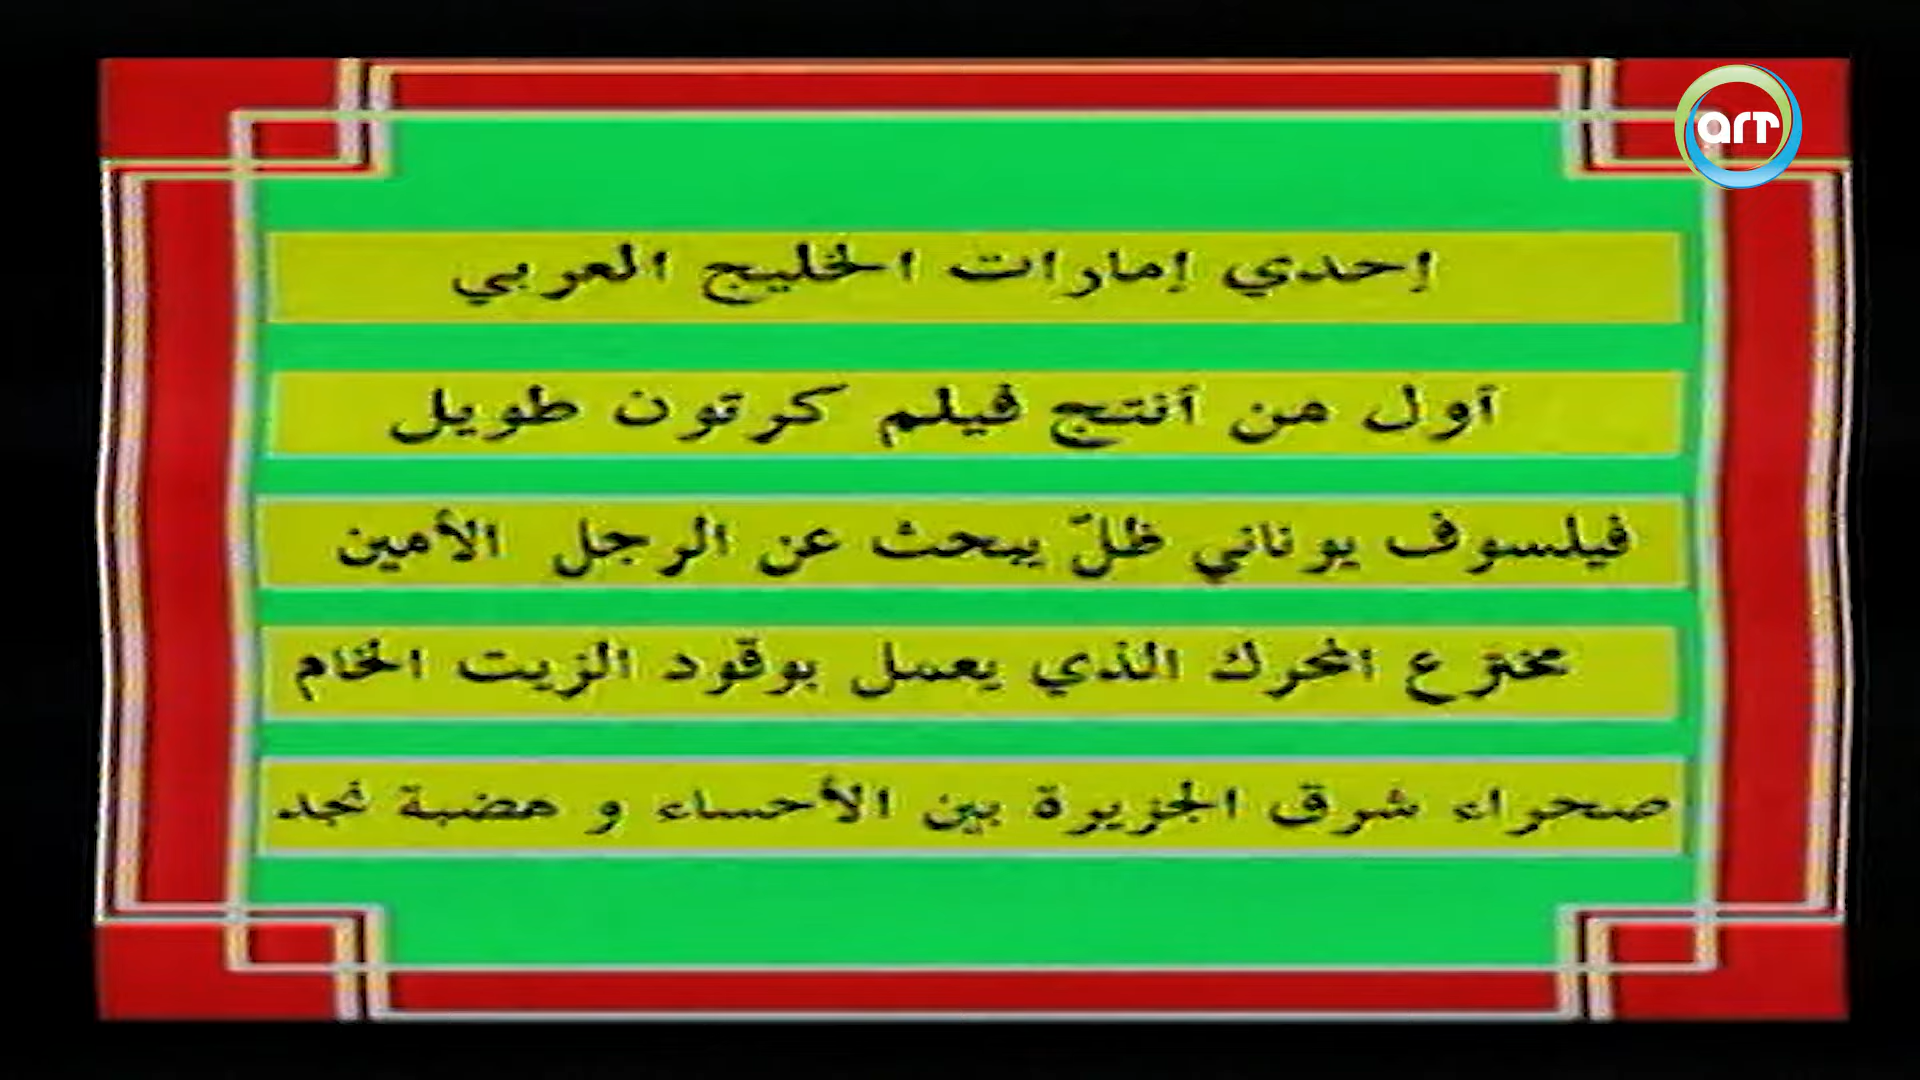 art
إحدي إمارات الخليج العربي
أول من أنتج فيلم كرتون طويل
فيلسوف يوناني ظلّ يبحث عن الرجل الأمين
مخترع المحرك الذي يعمل بوقود الزيت الخام
صحراء شرق الجزيرة بين الأحساء و هضبة نجد